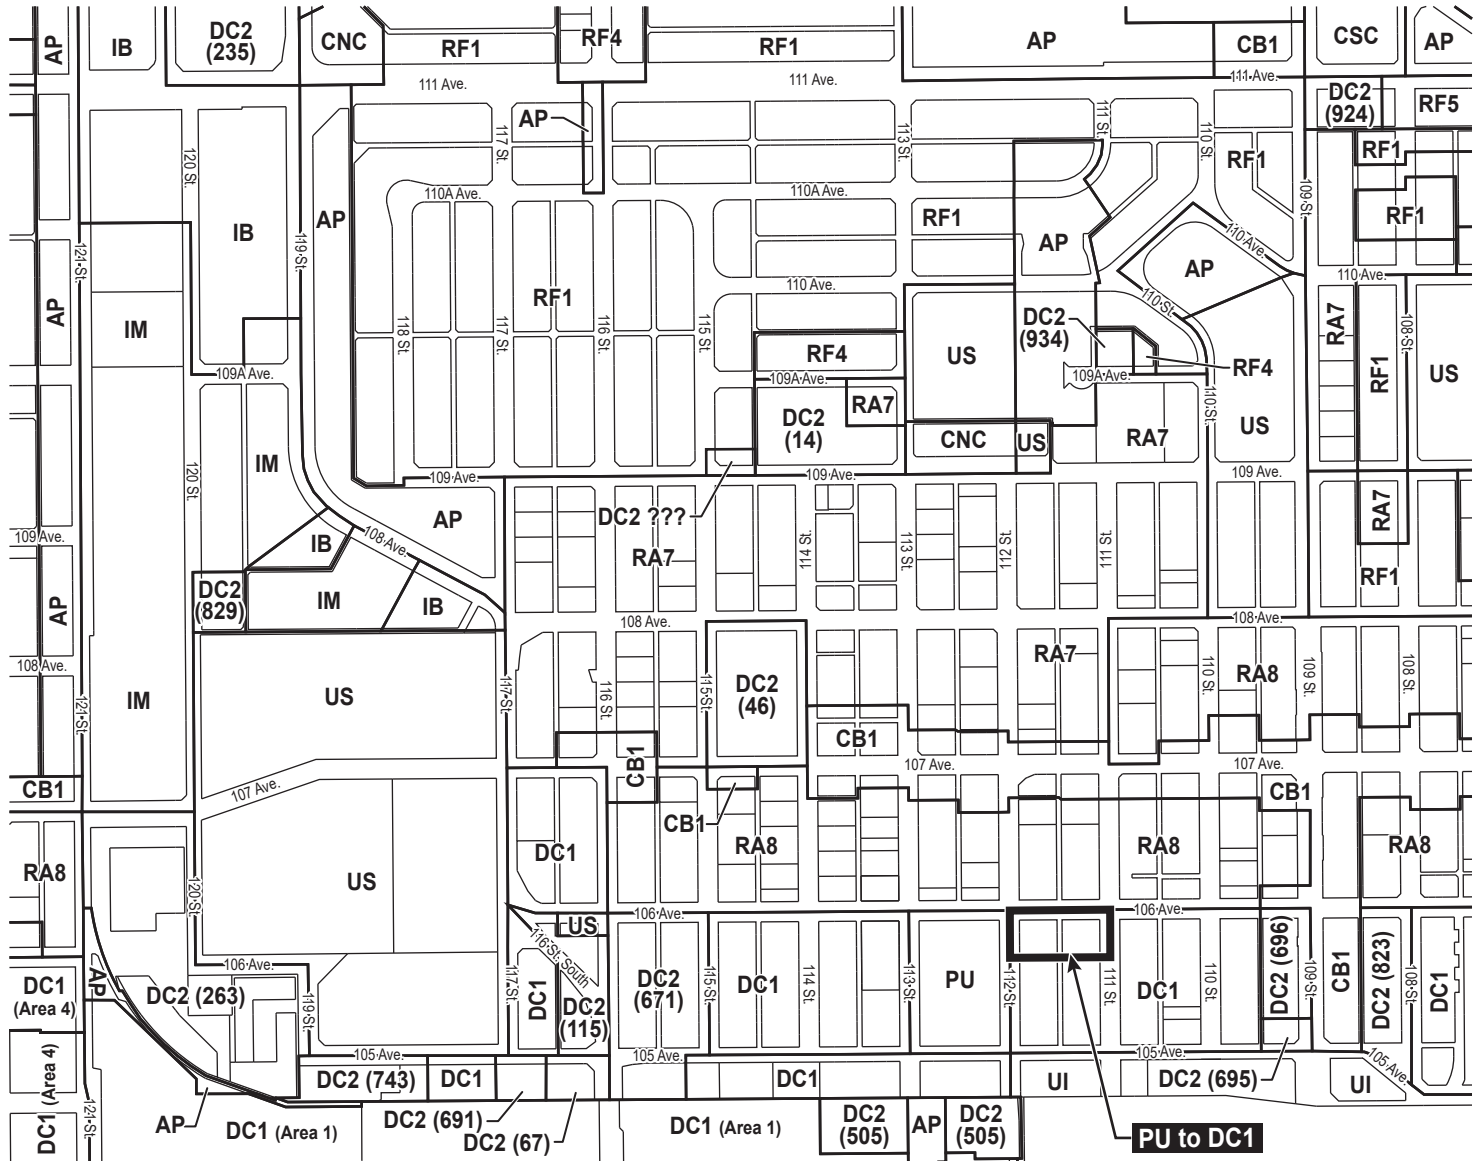 AP
IB
DC2
(235)
CNC
RF1
RF4
RF1
AP
CB1
CSC
AP
111 Ave.
111 Ave.
111 Ave.
DC2
(924)
RF5
AP
117 St.
113 St.
111 St.
110 St.
RF1
RF1
120 St.
110A Ave.
110A Ave.
109 St.
AP
IB
RF1
RF1
AP
119 St.
121 St.
110 Ave.
AP
110 Ave.
110 Ave.
RF1
110 St.
AP
IM
118 St.
117 St.
116 St.
115 St.
DC2
(934)
RA7
108 St.
RF4
US
RF4
RF1
US
109A Ave.
109A Ave.
109A Ave.
110 St.
RA7
DC2
(14)
CNC
US
RA7
US
IM
120 St.
109 Ave.
109 Ave.
109 Ave.
RA7
DC2 ???
AP
109 Ave.
108 Ave.
IB
RA7
114 St.
113 St.
112 St.
111 St.
RF1
DC2
(829)
IM
IB
AP
108 Ave.
108 Ave.
108 Ave.
RA7
RA8
US
IM
121 St.
117 St.
116 St.
115 St.
DC2
(46)
110 St.
109 St.
108 St.
CB1
CB1
107 Ave.
107 Ave.
107 Ave.
CB1
CB1
CB1
DC1
RA8
RA8
RA8
RA8
US
120 St.
106 Ave.
106 Ave.
US
116 St. South
106 Ave.
DC1
(Area 4)
AP
DC2 (263)
119 St.
117 St.
DC1
DC2
(115)
DC2
(671)
115 St.
DC1
114 St.
113 St.
PU
112 St.
111 St.
DC1
110 St.
DC2 (696)
109 St.
CB1
DC2 (823)
108 St.
DC1
105 Ave.
105 Ave.
105 Ave.
105 Ave.
DC1 (Area 4)
DC2 (743)
DC1
DC1
UI
DC2 (695)
UI
121 St.
AP
DC1 (Area 1)
DC2 (691)
DC2 (67)
DC1 (Area 1)
DC2
(505)
AP
DC2
(505)
PU to DC1